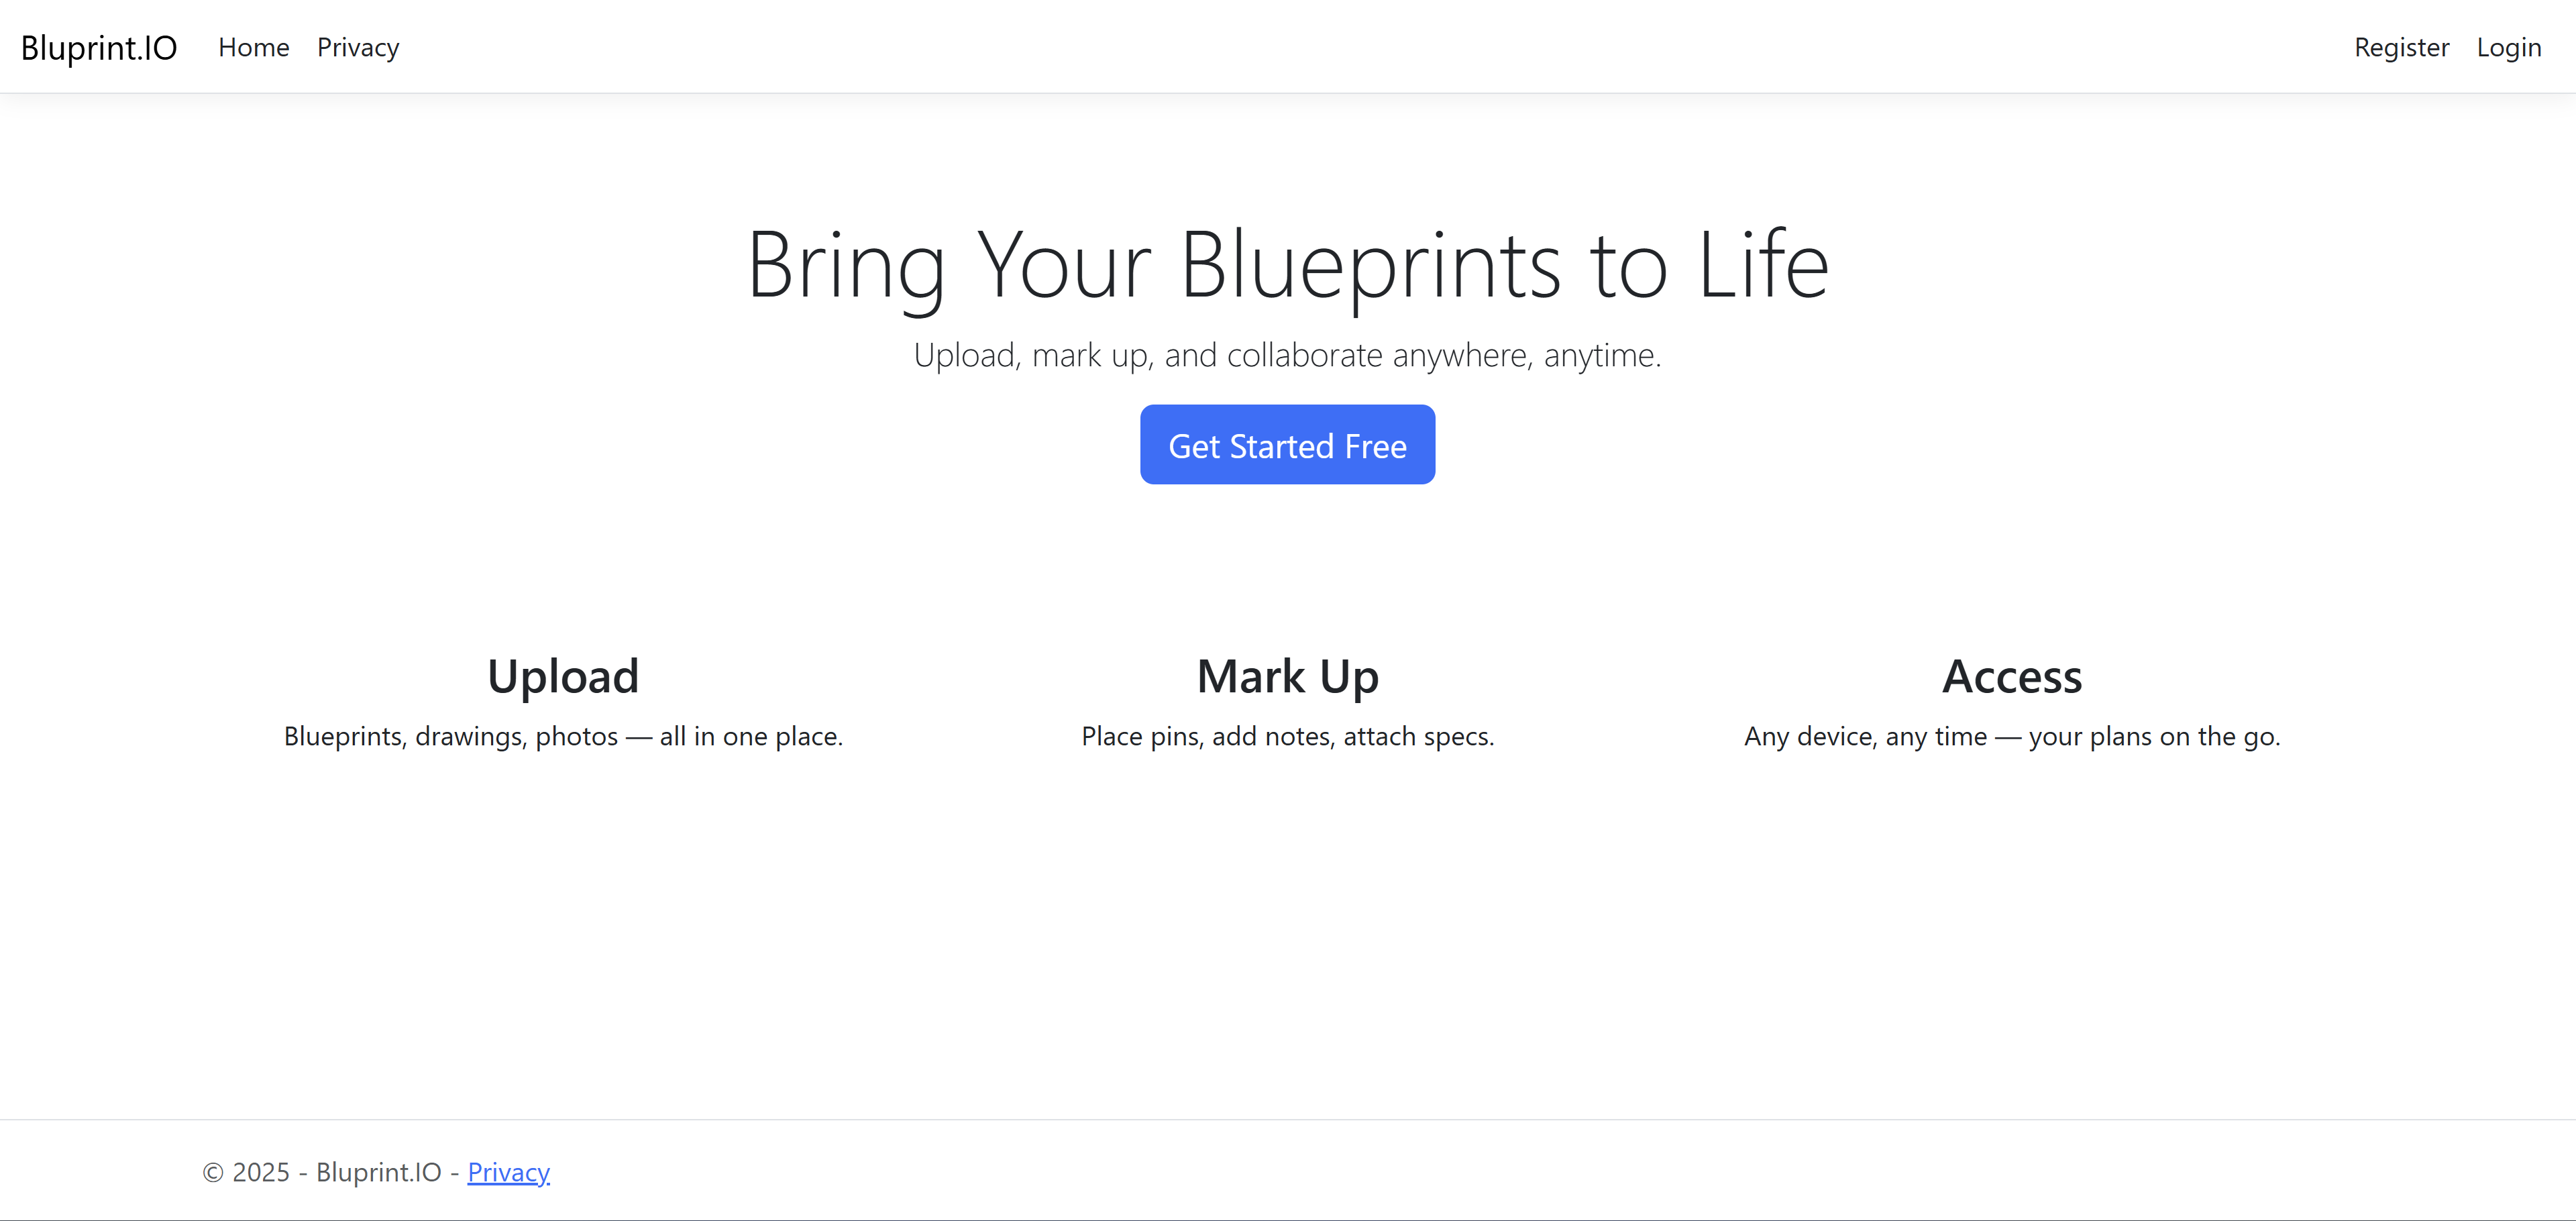 Bluprint.IO Home Privacy Register Login
Bring Your Blueprints to Life
Upload, mark up, and collaborate anywhere, anytime.
Get Started Free
Upload
Blueprints, drawings, photos — all in one place.
Mark Up
Place pins, add notes, attach specs.
Access
Any device, any time — your plans on the go.
© 2025 - Bluprint.IO - Privacy